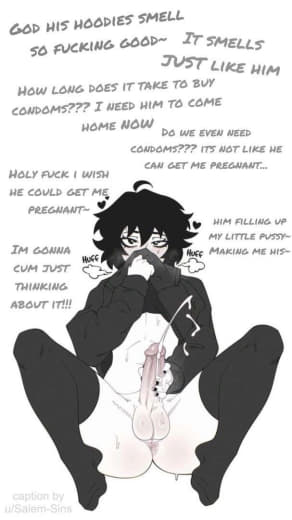 GOD HIS HOODIES SMELL
SO FUCKING GOOD~
IT SMELLS
JUST LIKE HIM
HOW LONG DOES IT TAKE TO BUY
CONDOMS??? I NEED HIM TO COME
HOME NOW
DO WE EVEN NEED
CONDOMS??? ITS NOT LIKE HE
CAN GET ME PREGNANT...
HOLY FUCK I WISH
HE COULD GET ME
PREGNANT~
HIM FILLING UP
MY LITTLE PUSSY~
MAKING ME HIS~
HUFF
HUFF
IM GONNA
CUM JUST
THINKING
ABOUT IT!!!
caption by
u/Salem-Sins